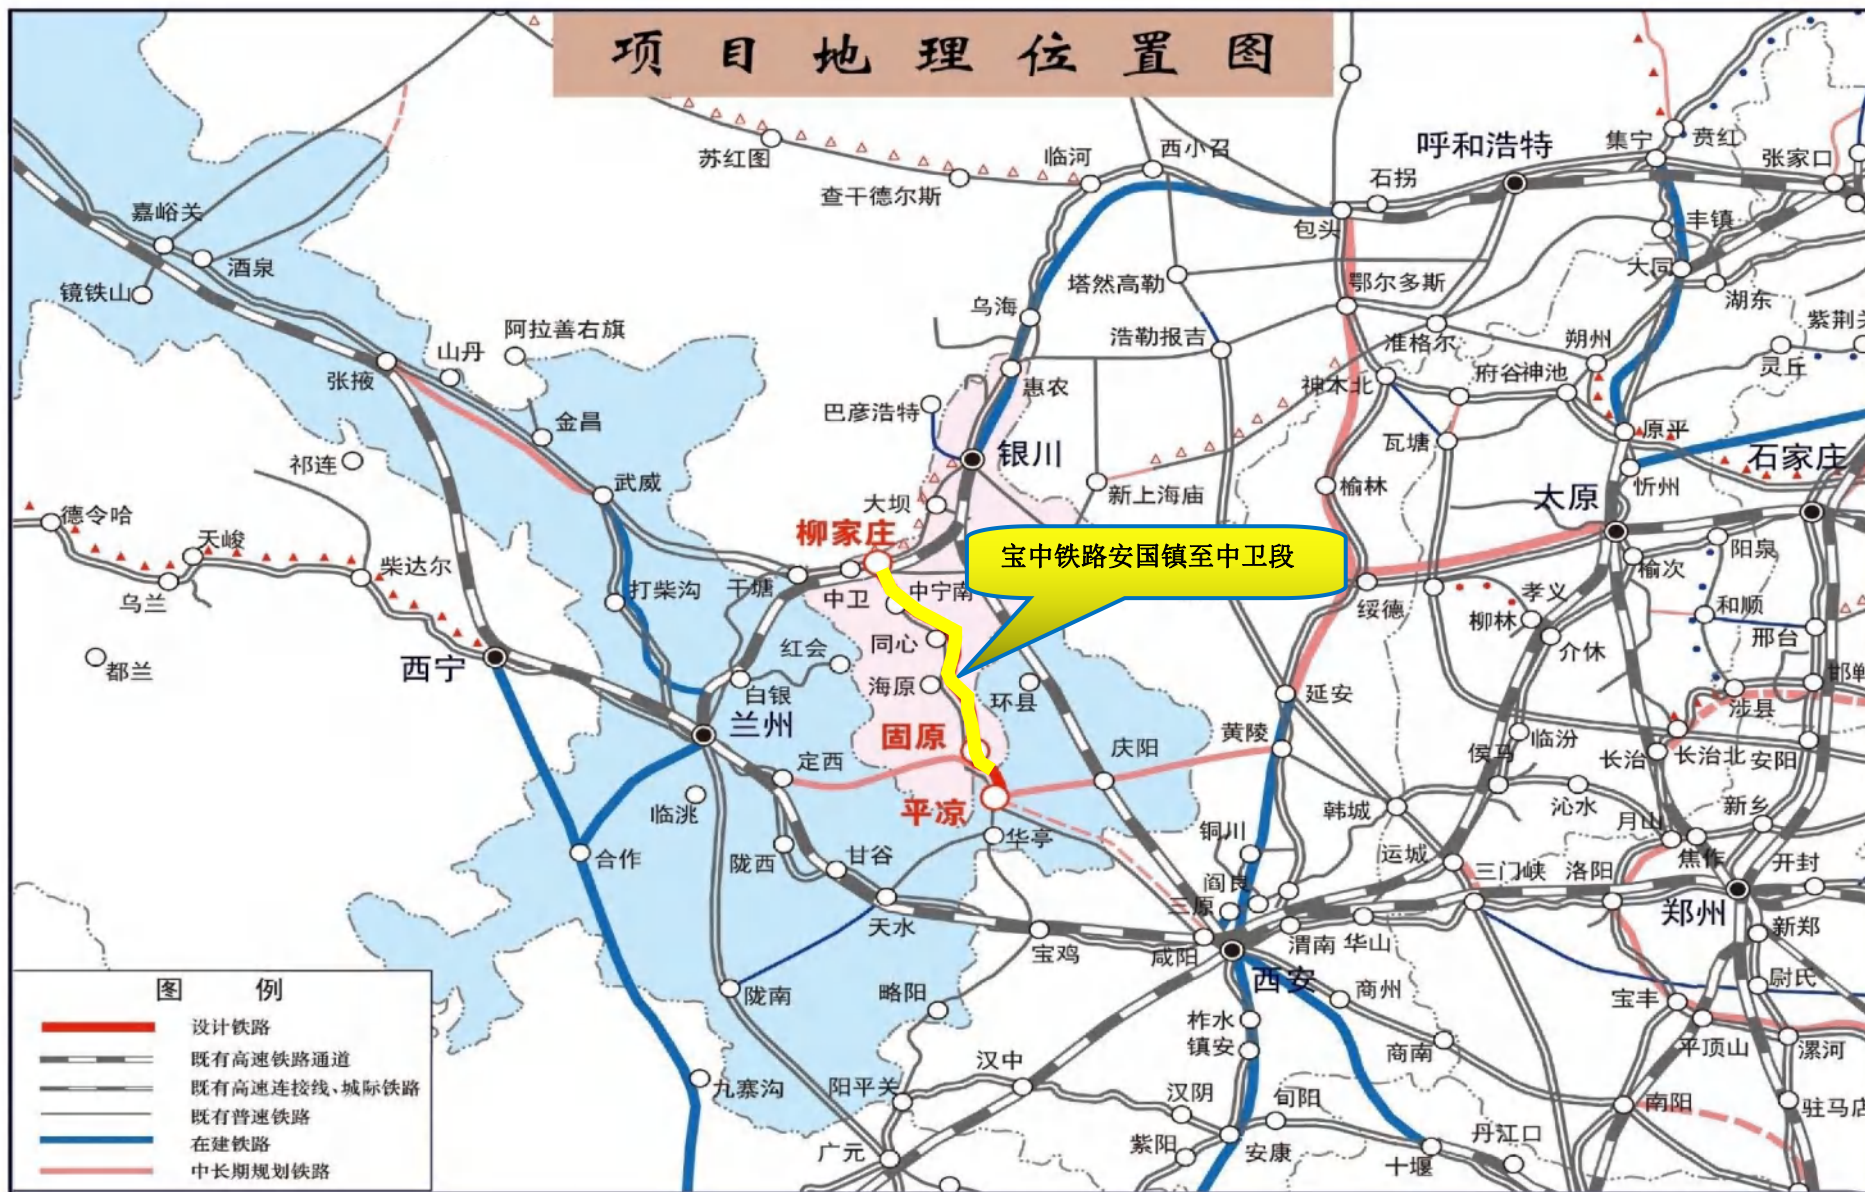 项目地理位置图
呼和浩特
集宁
贲红
张家口
苏红图
临河
西小召
石拐
查干德尔斯
包头
丰镇
嘉峪关
酒泉
镜铁山
大同
湖东
塔然高勒
鄂尔多斯
乌海
浩勒报吉
准格尔
朔州
紫荆关
灵丘
阿拉善右旗
山丹
张掖
惠农
神木北
府谷
神池
巴彦浩特
金昌
瓦塘
原平
祁连
银川
石家庄
武威
大坝
新上海庙
榆林
太原
忻州
德令哈
天峻
柳家庄
宝中铁路安国镇至中卫段
阳泉
柴达尔
乌兰
打柴沟
干塘
中卫
中宁南
绥德
榆次
孝义
柳林
和顺
邢台
同心
红会
介休
都兰
西宁
白银
海原
环县
延安
邯郸
涉县
兰州
固原
庆阳
黄陵
侯马
临汾
长治
长治北
安阳
定西
临洮
平凉
韩城
沁水
新乡
月山
华亭
铜川
合作
陇西
甘谷
运城
三门峡
洛阳
焦作
开封
阎良
三原
郑州
天水
宝鸡
咸阳
渭南
华山
新郑
西安
陇南
略阳
商州
宝丰
尉氏
柞水
镇安
商南
平顶山
漯河
九寨沟
阳平关
汉中
汉阴
旬阳
南阳
驻马店
广元
紫阳
安康
十堰
丹江口
图例
设计铁路
既有高速铁路通道
既有高速连接线、城际铁路
既有普速铁路
在建铁路
中长期规划铁路